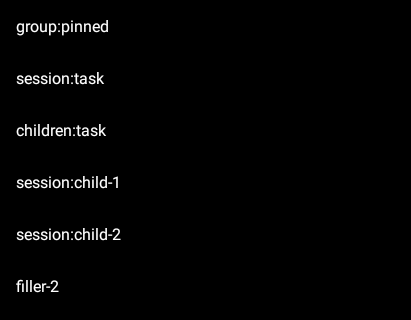 group:pinned
session:task
children:task
session:child-1
session:child-2
filler-2